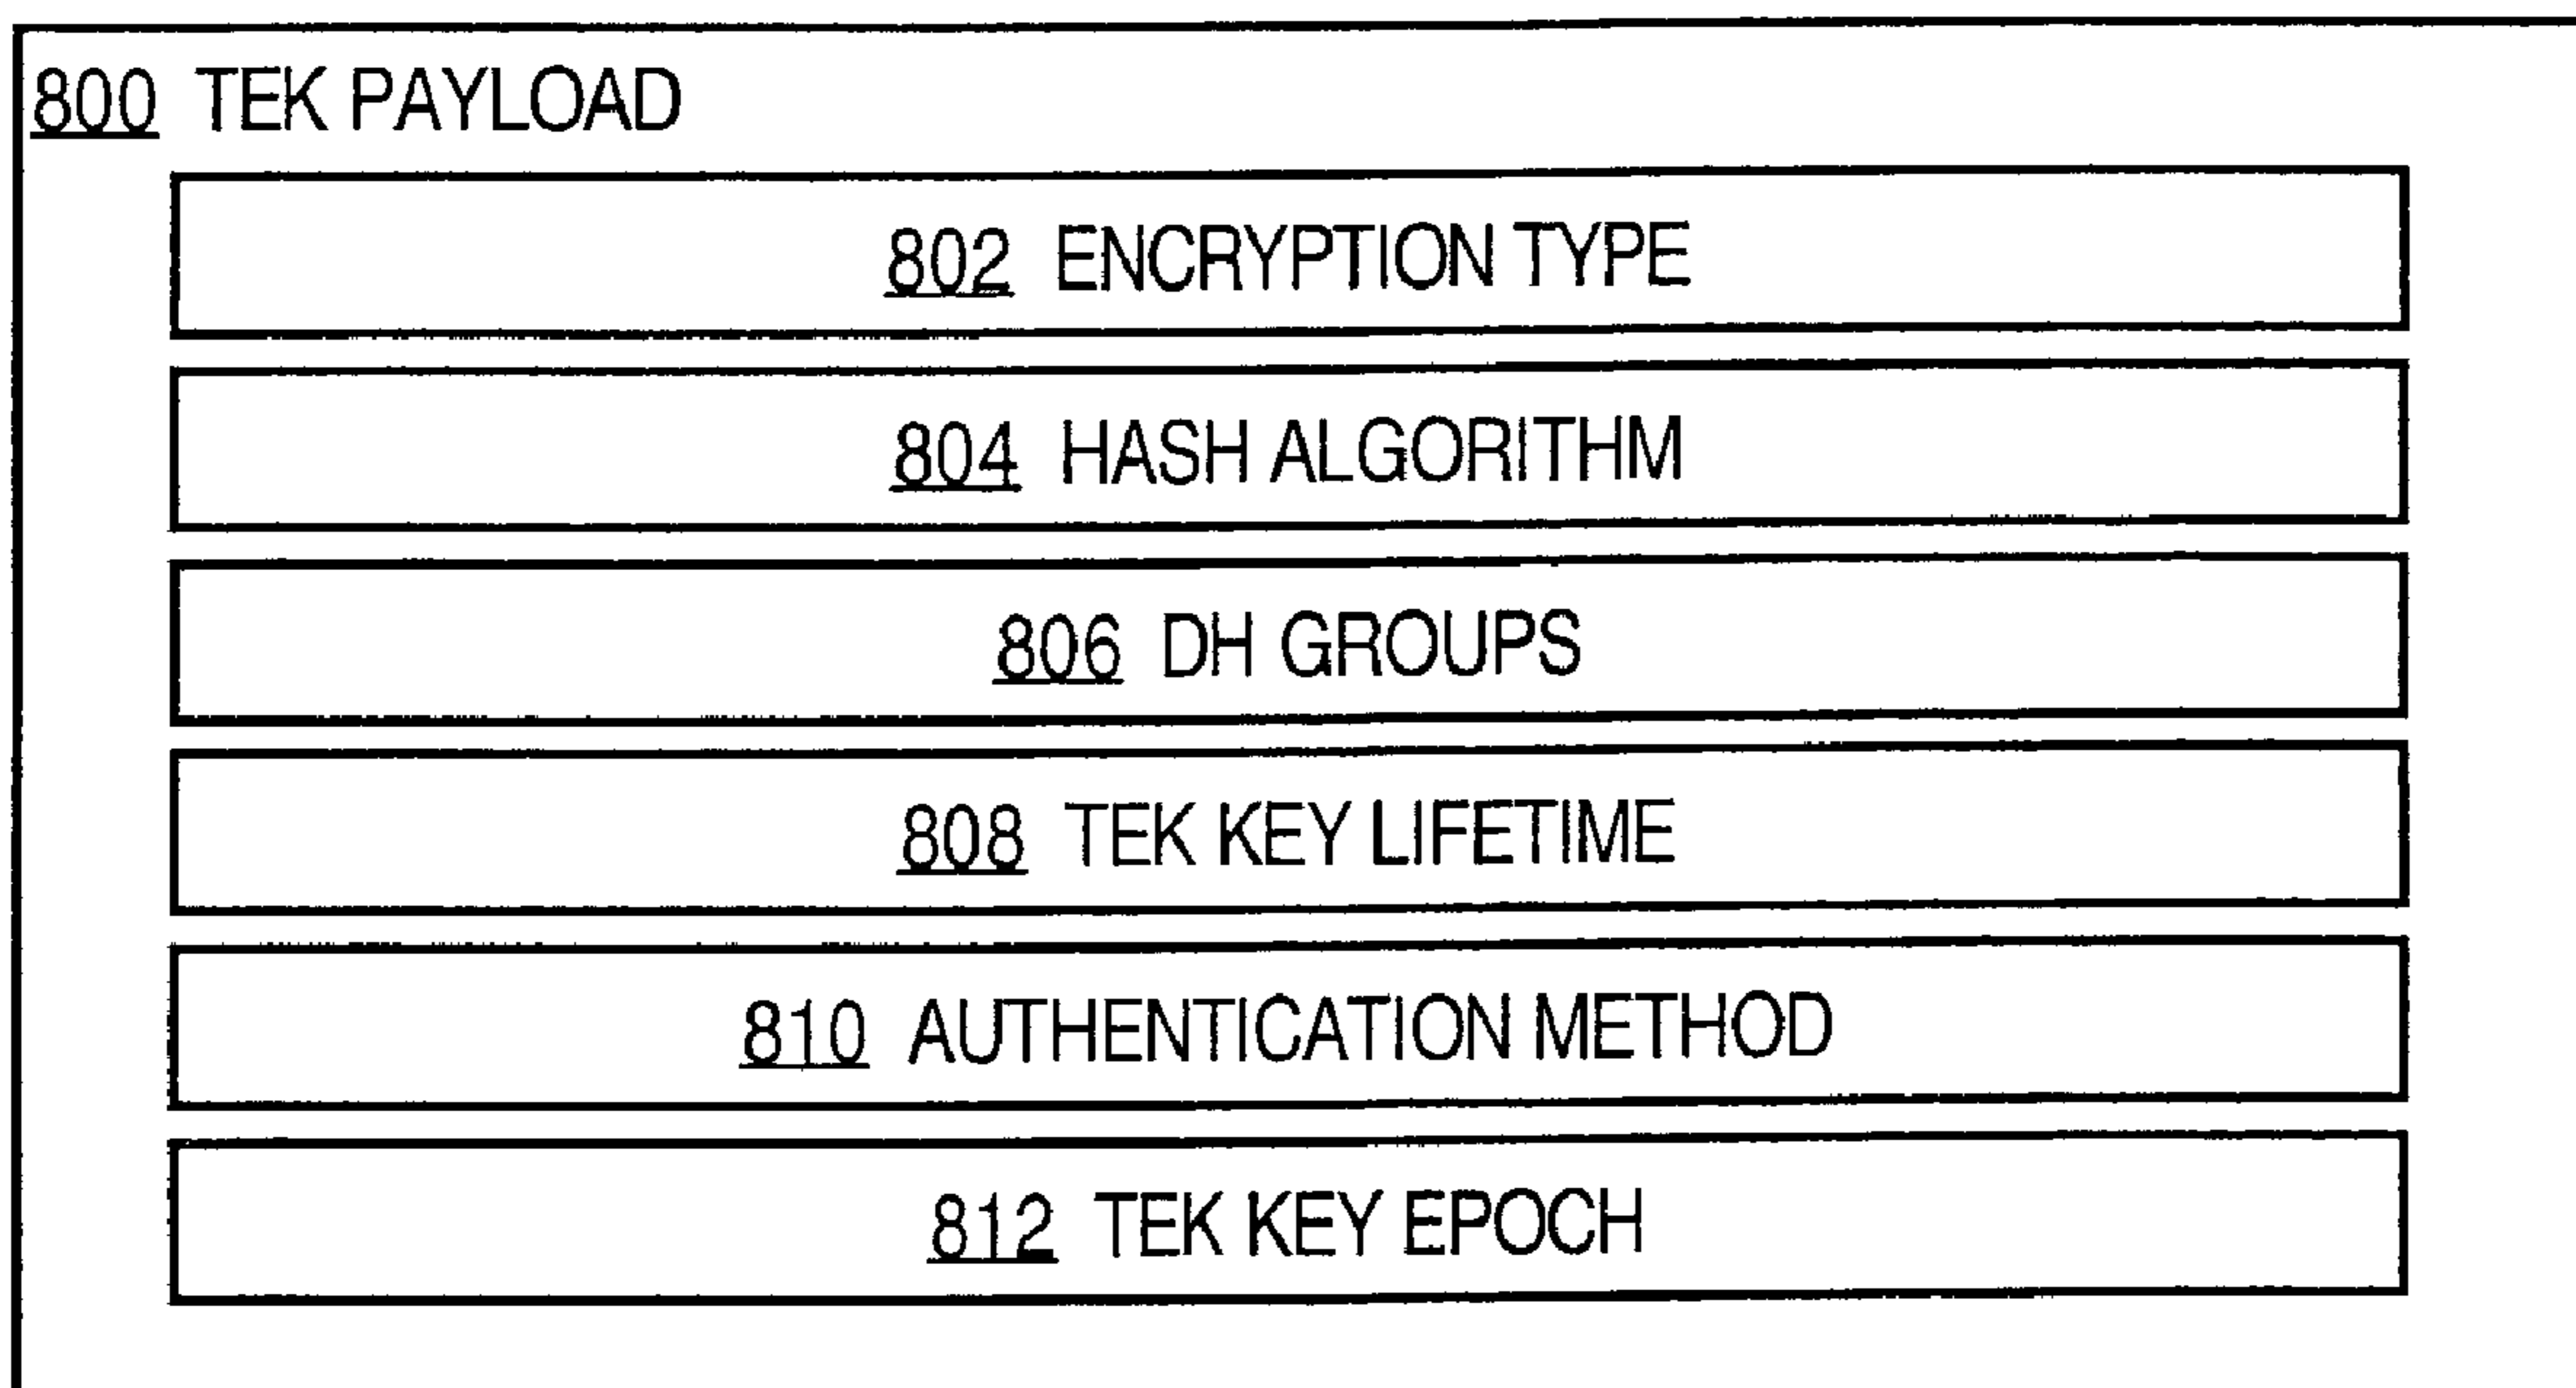 800 TEK PAYLOAD
802 ENCRYPTION TYPE
804 HASH ALGORITHM
806 DH GROUPS
808 TEK KEY LIFETIME
810 AUTHENTICATION METHOD
812 TEK KEY EPOCH